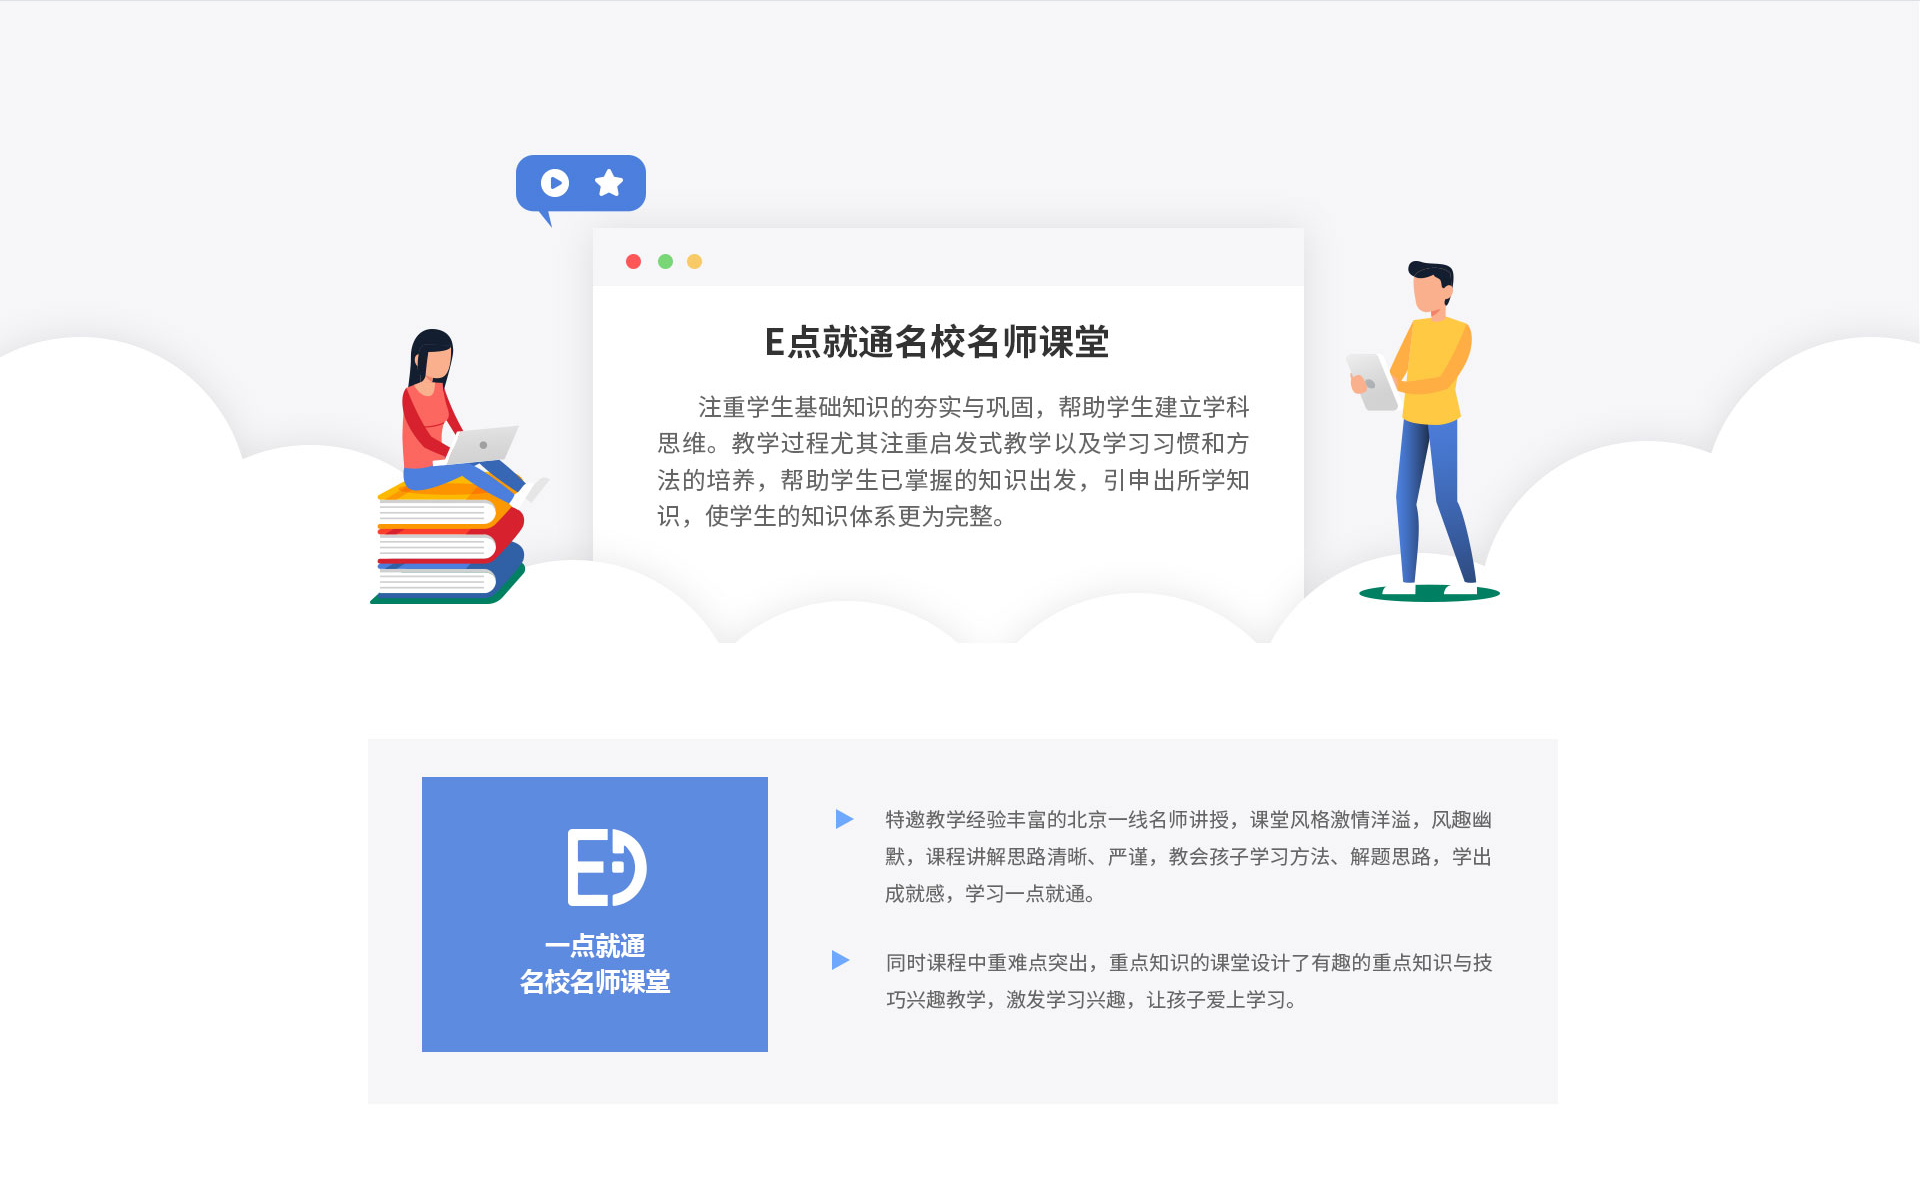 E点就通名校名师课堂
注重学生基础知识的夯实与巩固，帮助学生建立学科
思维。教学过程尤其注重启发式教学以及学习习惯和方
法的培养，帮助学生已掌握的知识出发，引申出所学知
识，使学生的知识体系更为完整。
一点就通
名校名师课堂
特邀教学经验丰富的北京一线名师讲授，课堂风格激情洋溢，风趣幽
默，课程讲解思路清晰、严谨，教会孩子学习方法、解题思路，学出
成就感，学习一点就通。
同时课程中重难点突出，重点知识的课堂设计了有趣的重点知识与技
巧兴趣教学，激发学习兴趣，让孩子爱上学习。